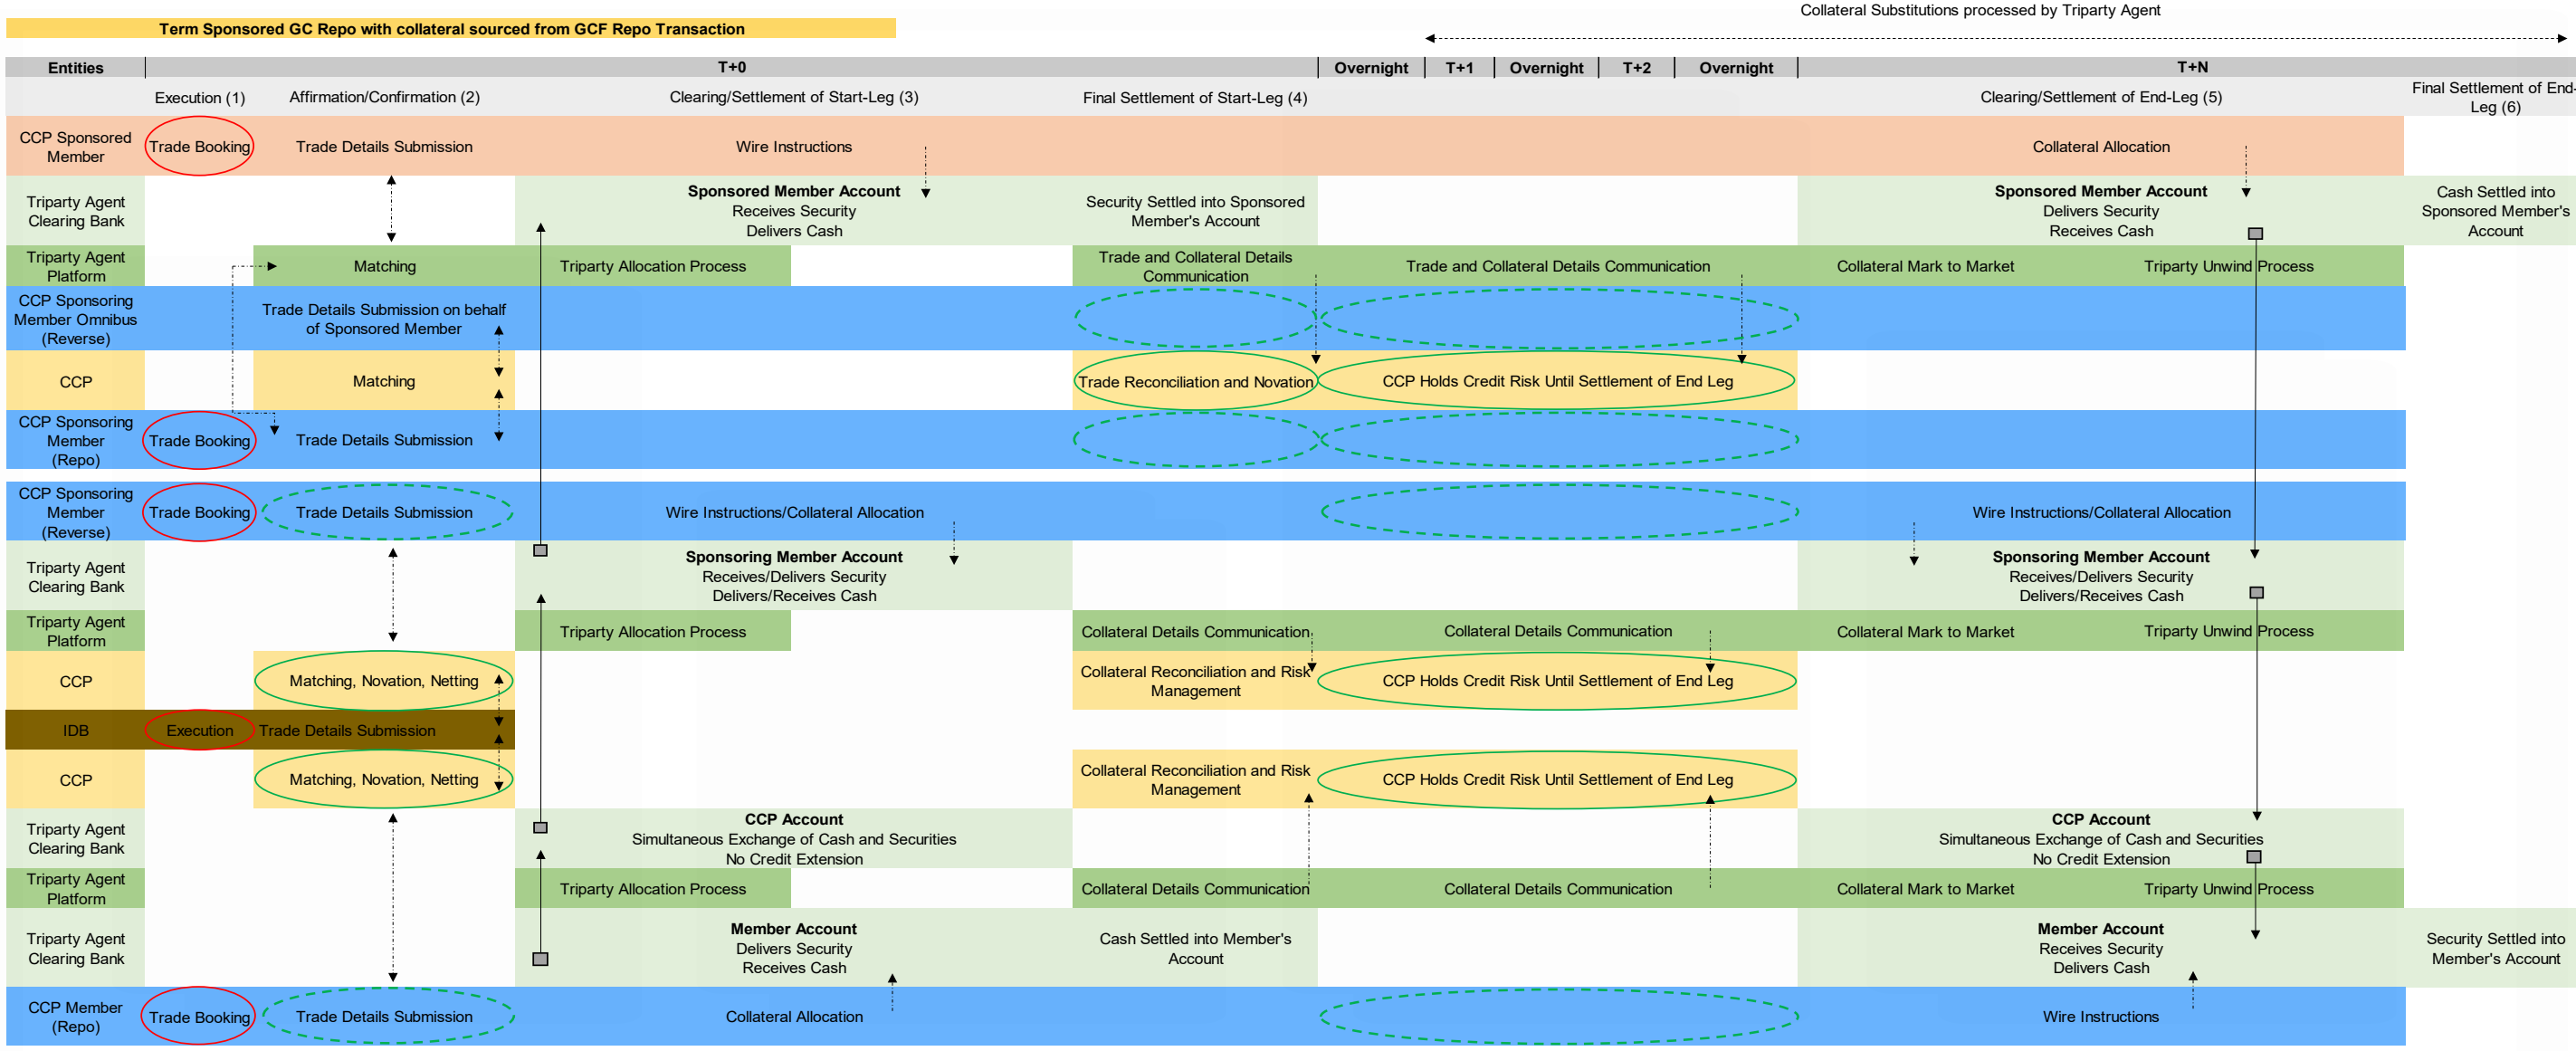 Collateral Substitutions processed by Triparty Agent
Term Sponsored GC Repo with collateral sourced from GCF Repo Transaction
Entities
T+0
Overnight
T+1
Overnight
T+2
Overnight
T+N
Execution (1)
Affirmation/Confirmation (2)
Clearing/Settlement of Start-Leg (3)
Final Settlement of Start-Leg (4)
Clearing/Settlement of End-Leg (5)
Final Settlement of End-
Leg (6)
CCP Sponsored
Member
Trade Booking
Trade Details Submission
Wire Instructions
Collateral Allocation
Triparty Agent
Clearing Bank
Sponsored Member Account
Receives Security
Delivers Cash
Security Settled into Sponsored
Member's Account
Sponsored Member Account
Delivers Security
Receives Cash
Cash Settled into
Sponsored Member's
Account
Triparty Agent
Platform
Matching
Triparty Allocation Process
Trade and Collateral Details
Communication
Trade and Collateral Details Communication
Collateral Mark to Market
Triparty Unwind Process
CCP Sponsoring
Member Omnibus
(Reverse)
Trade Details Submission on behalf
of Sponsored Member
CCP
Matching
Trade Reconciliation and Novation
CCP Holds Credit Risk Until Settlement of End Leg
CCP Sponsoring
Member
(Repo)
Trade Booking
Trade Details Submission
CCP Sponsoring
Member
(Reverse)
Trade Booking
Trade Details Submission
Wire Instructions/Collateral Allocation
Wire Instructions/Collateral Allocation
Triparty Agent
Clearing Bank
Sponsoring Member Account
Receives/Delivers Security
Delivers/Receives Cash
Sponsoring Member Account
Receives/Delivers Security
Delivers/Receives Cash
Triparty Agent
Platform
Triparty Allocation Process
Collateral Details Communication
Collateral Details Communication
Collateral Mark to Market
Triparty Unwind Process
CCP
Matching, Novation, Netting
Collateral Reconciliation and Risk
Management
CCP Holds Credit Risk Until Settlement of End Leg
IDB
Execution
Trade Details Submission
CCP
Matching, Novation, Netting
Collateral Reconciliation and Risk
Management
CCP Holds Credit Risk Until Settlement of End Leg
Triparty Agent
Clearing Bank
CCP Account
Simultaneous Exchange of Cash and Securities
No Credit Extension
CCP Account
Simultaneous Exchange of Cash and Securities
No Credit Extension
Triparty Agent
Platform
Triparty Allocation Process
Collateral Details Communication
Collateral Details Communication
Collateral Mark to Market
Triparty Unwind Process
Triparty Agent
Clearing Bank
Member Account
Delivers Security
Receives Cash
Cash Settled into Member's
Account
Member Account
Receives Security
Delivers Cash
Security Settled into
Member's Account
CCP Member
(Repo)
Trade Booking
Trade Details Submission
Collateral Allocation
Wire Instructions